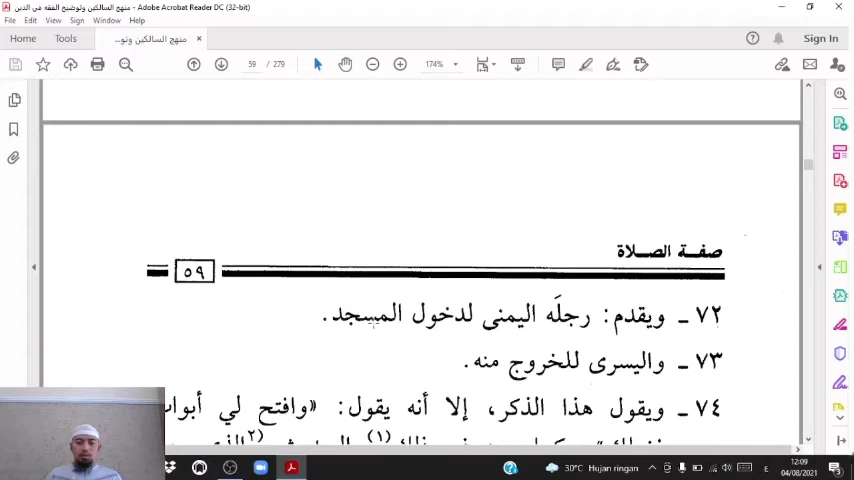 منهج السالكين وتوضيح الفقه في الدين - Adobe Acrobat Reader DC (32-bit)
File Edit View Sign Window Help
Home Tools منهج السالكين وتو... × Sign In
59 / 279 174%
صفة الصلاة
٥٩
٧٢ ـ ويقدم: رجلَه اليمنى لدخول المسجد.
٧٣ ـ واليسرى للخروج منه.
٧٤ ـ ويقول هذا الذكر، إلا أنه يقول: «وافتح لي أبواب
30°C Hujan ringan ع 12:09
04/08/2021